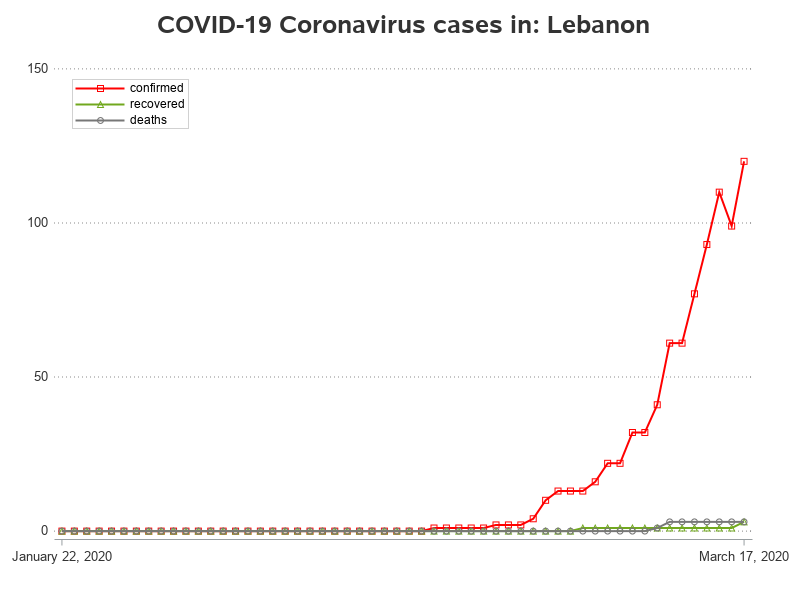 COVID-19 Coronavirus cases in: Lebanon
150
confirmed
recovered
deaths
100
50
0
January 22, 2020
March 17, 2020